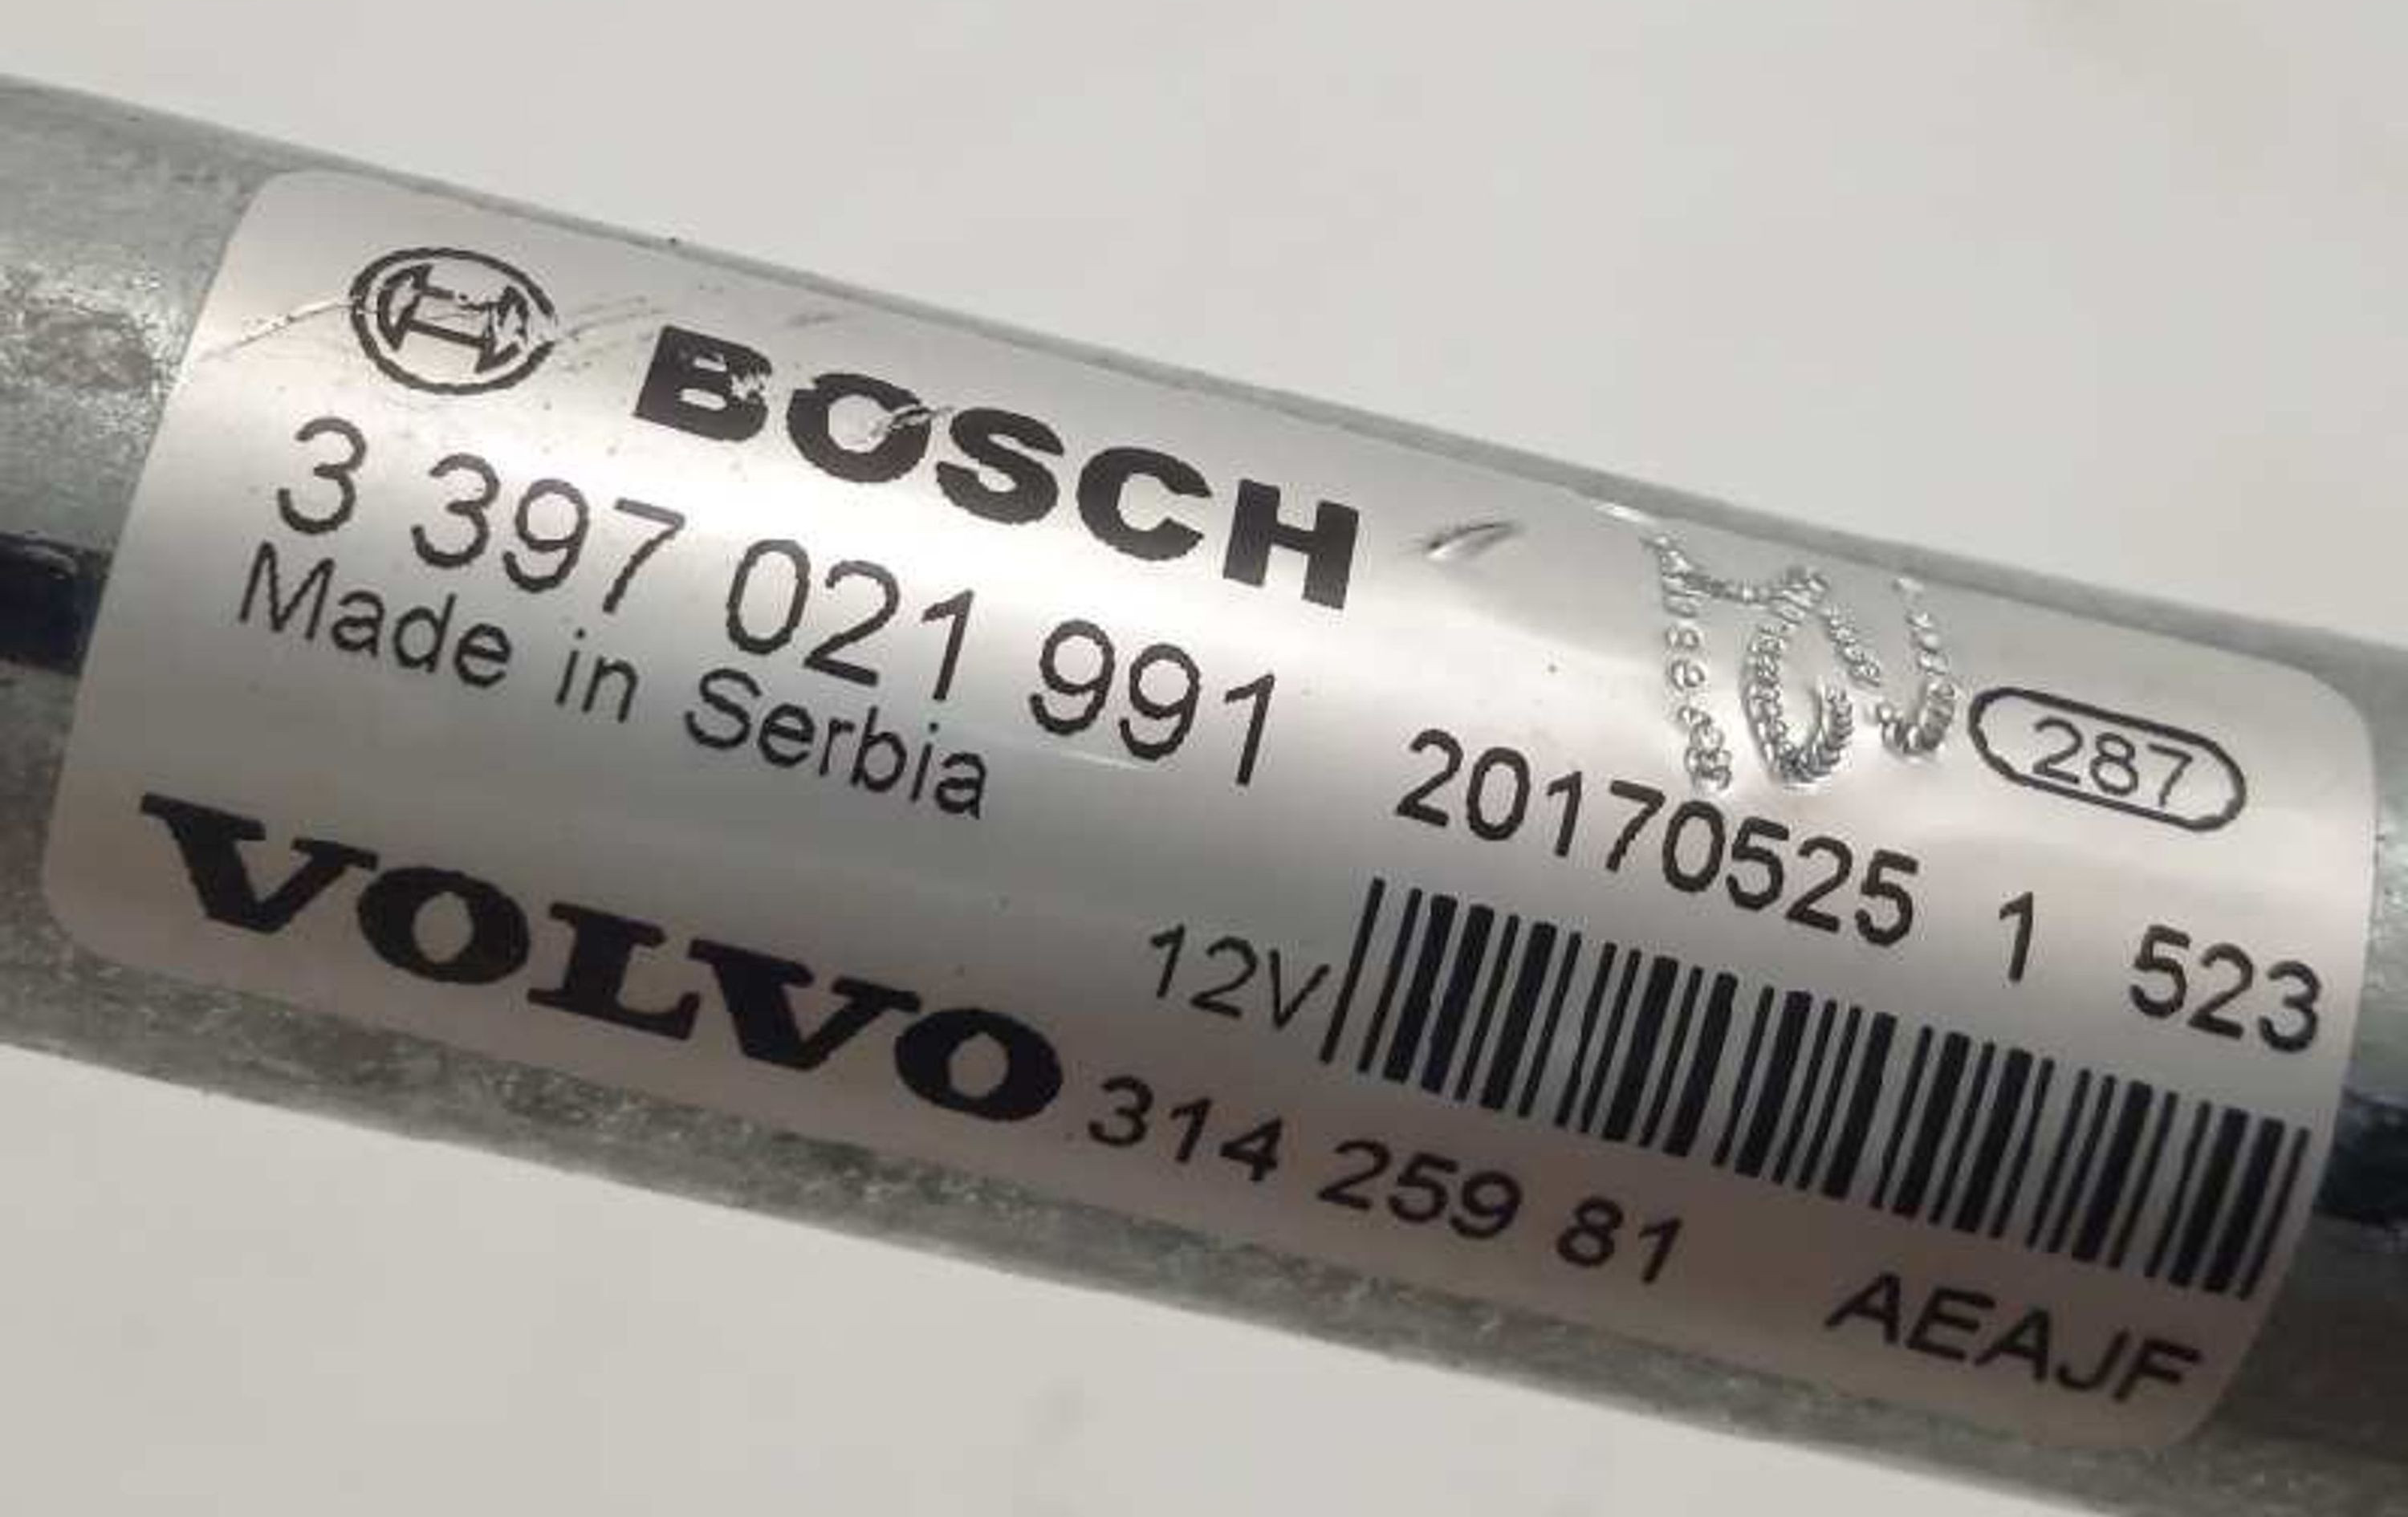 BOSCH
3 397 021 991
Made in Serbia
287
20170525 1 523
12V
VOLVO 314 259 81 AEAJF